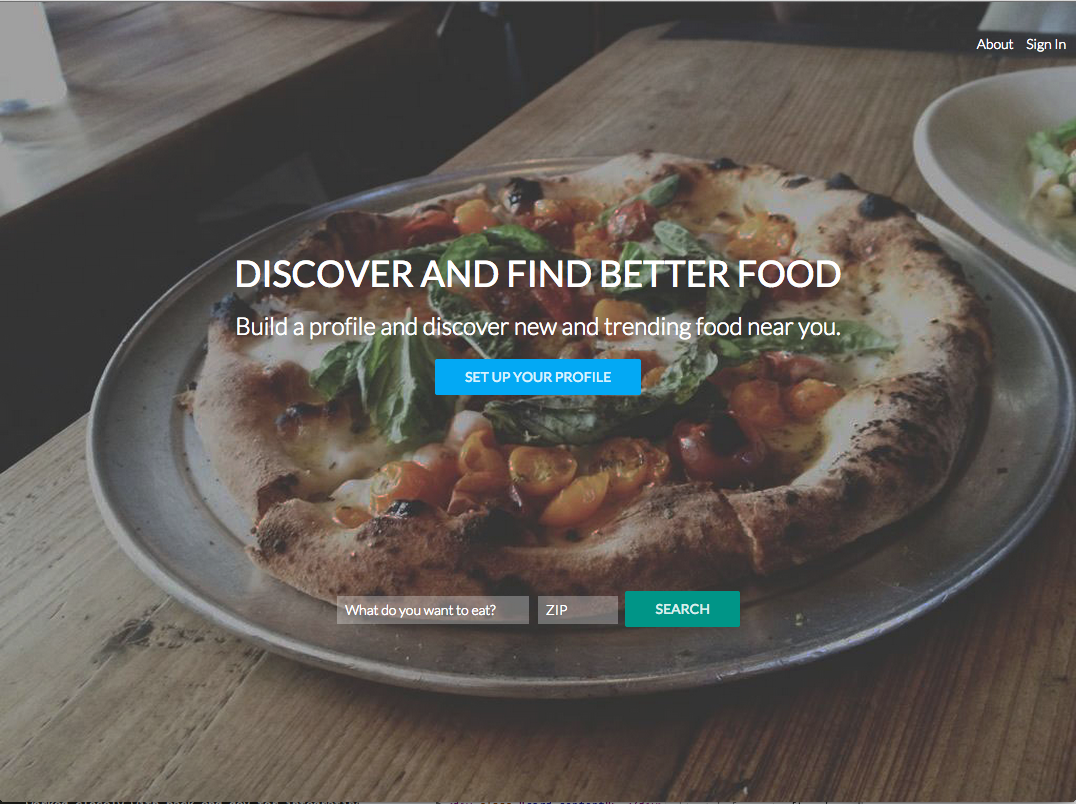 About Sign In
DISCOVER AND FIND BETTER FOOD
Build a profile and discover new and trending food near you.
SET UP YOUR PROFILE
What do you want to eat? ZIP SEARCH